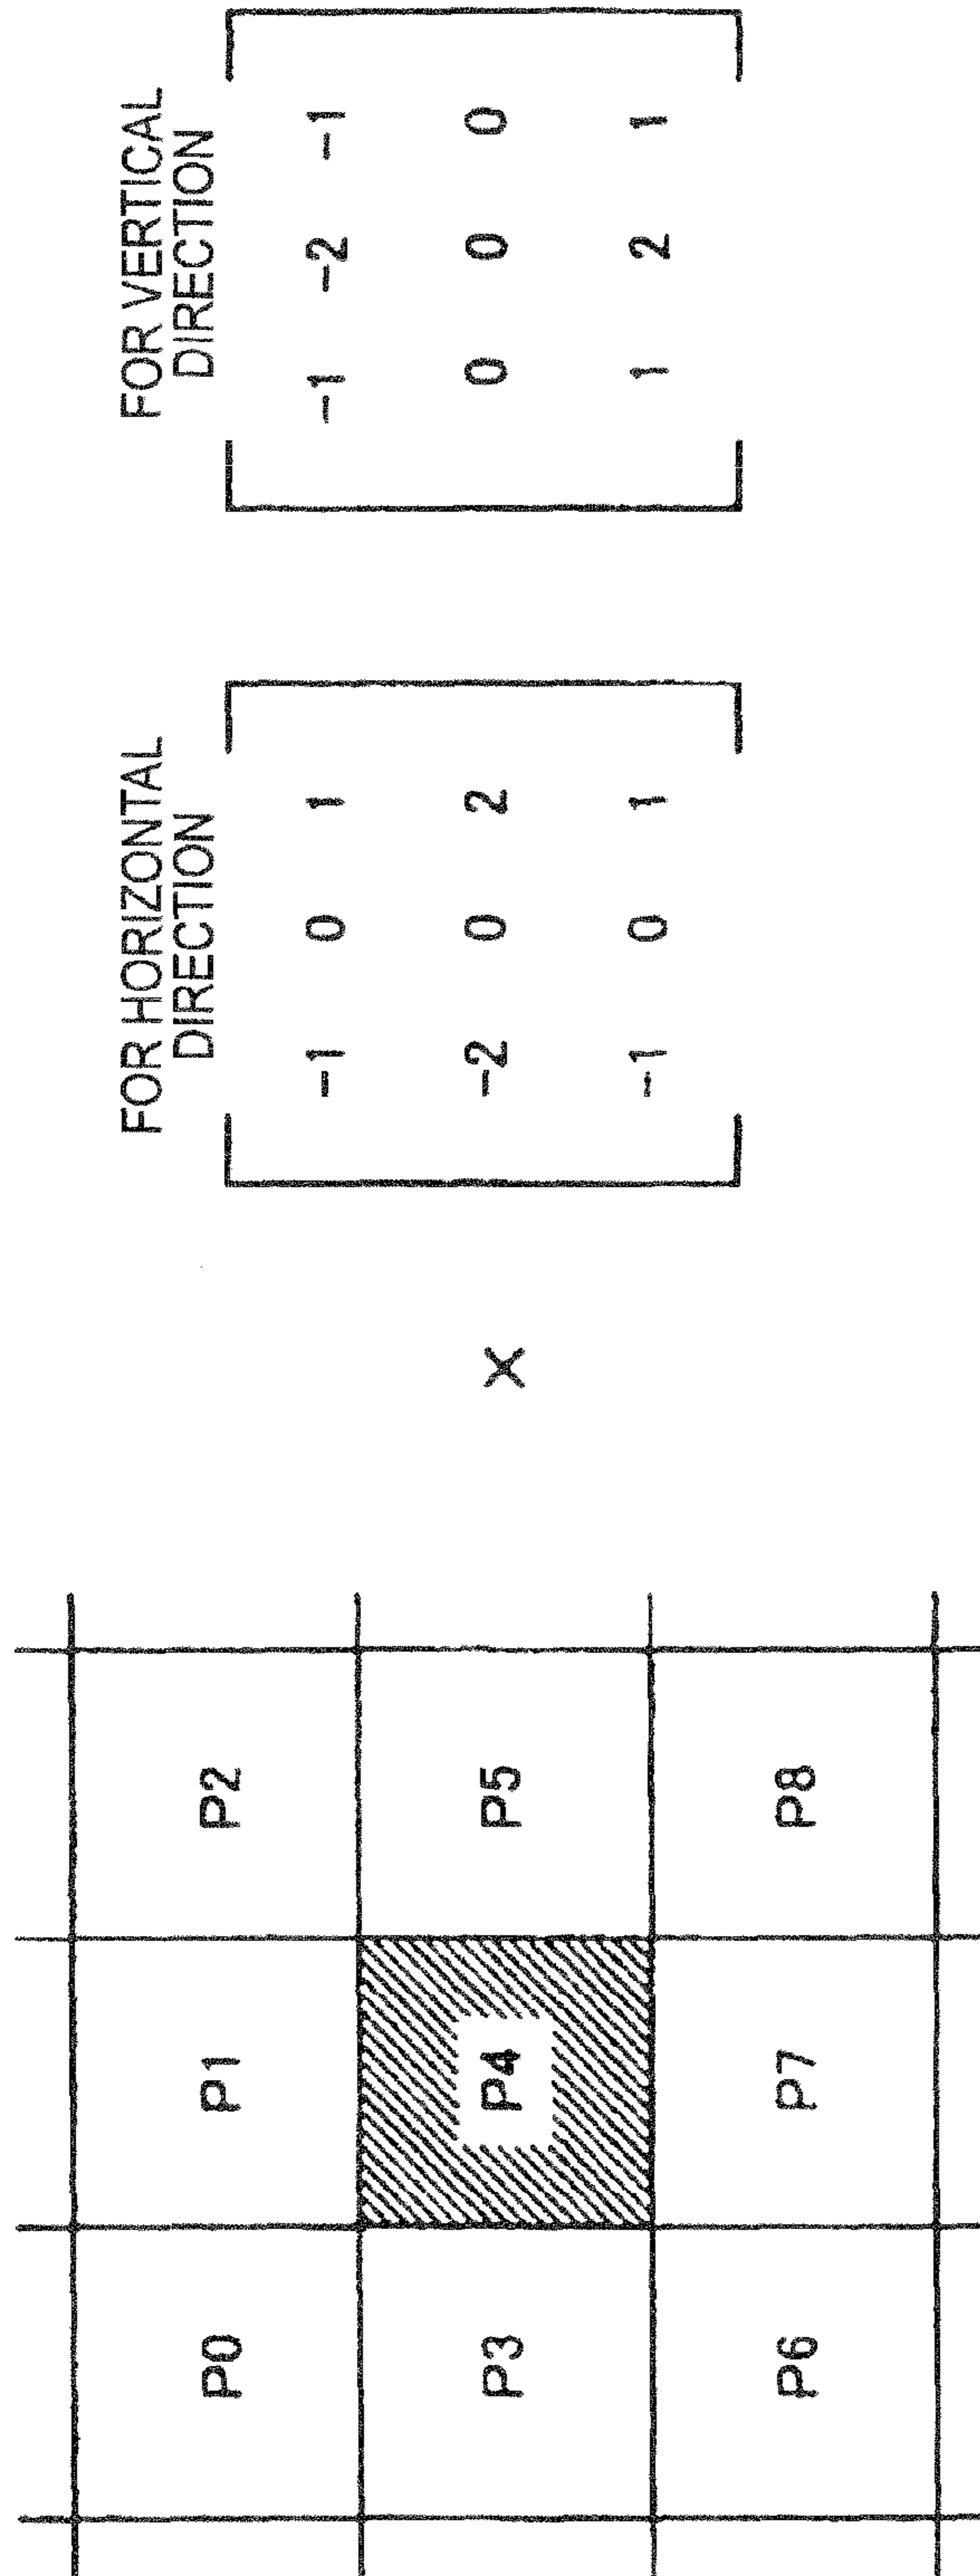 P0 P1 P2
P3 P4 P5
P6 P7 P8
X
FOR HORIZONTAL
DIRECTION
-1 0 1
-2 0 2
-1 0 1
FOR VERTICAL
DIRECTION
-1 -2 -1
0 0 0
1 2 1